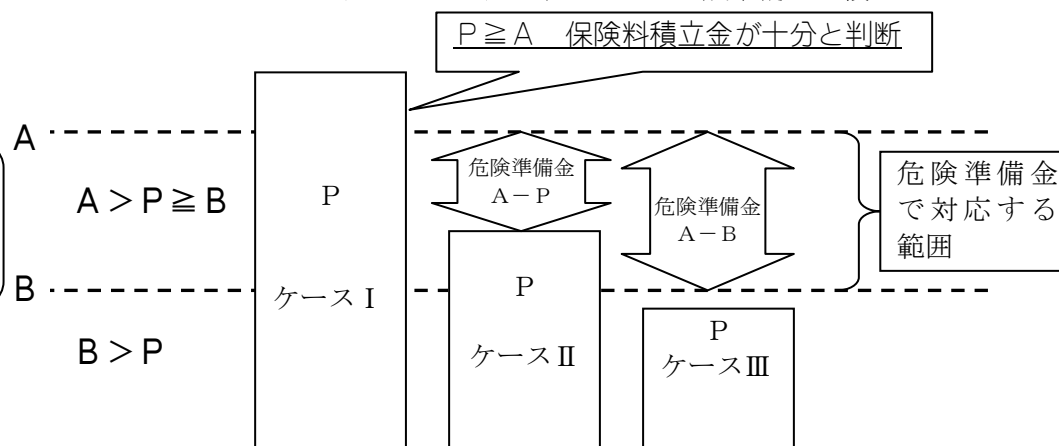 P≧A 保険料積立金が十分と判断
A
A>P≧B
B
B>P
P
ケースⅠ
危険準備金
A-P
P
ケースⅡ
危険準備金
A-B
P
ケースⅢ
危険準備金
で対応する
範囲